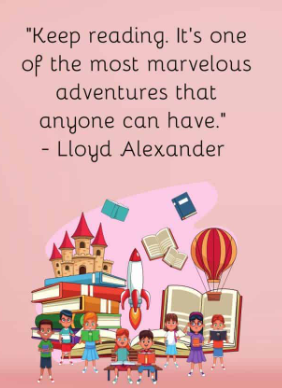 "Keep reading. It's one
of the most marvelous
adventures that
anyone can have."
- Lloyd Alexander